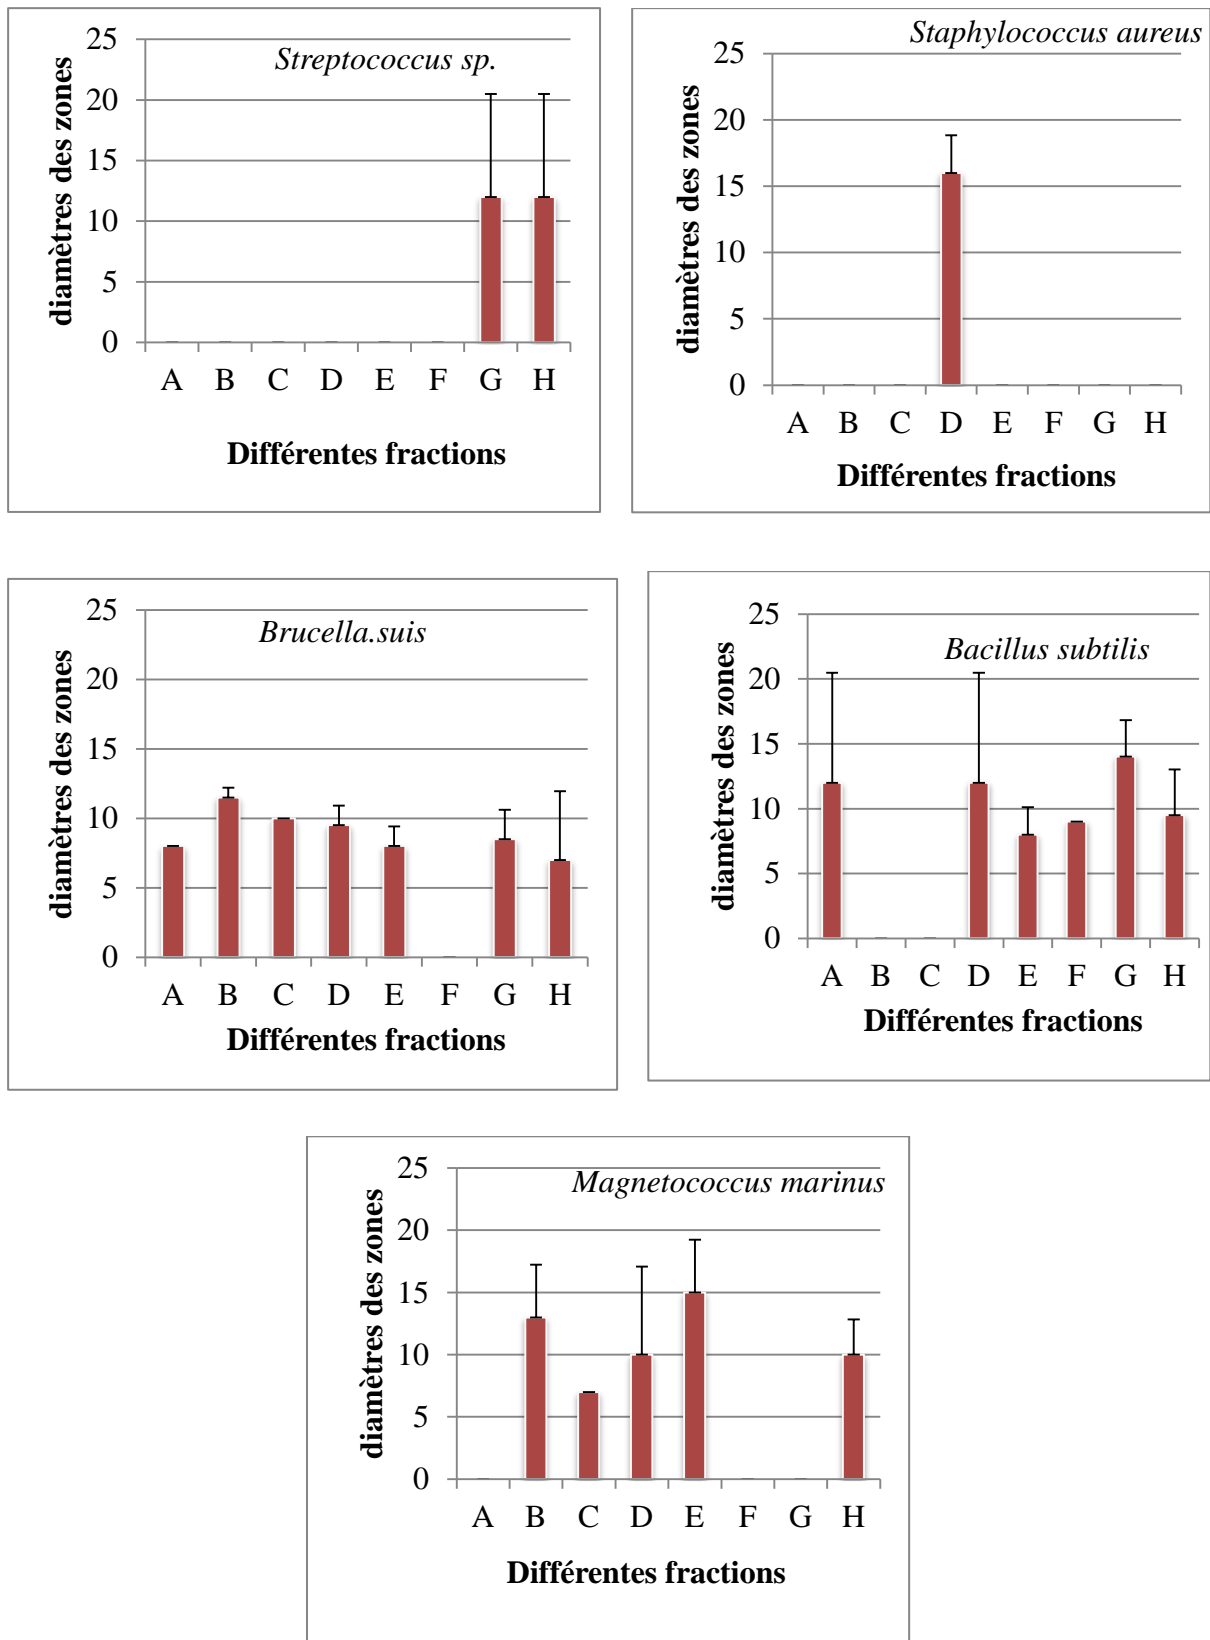 Streptococcus sp.
diamètres des zones
25
20
15
10
5
0
A B C D E F G H
Différentes fractions
Staphylococcus aureus
diamètres des zones
25
20
15
10
5
0
A B C D E F G H
Différentes fractions
Brucella.suis
diamètres des zones
25
20
15
10
5
0
A B C D E F G H
Différentes fractions
Bacillus subtilis
diamètres des zones
25
20
15
10
5
0
A B C D E F G H
Différentes fractions
Magnetococcus marinus
diamètres des zones
25
20
15
10
5
0
A B C D E F G H
Différentes fractions